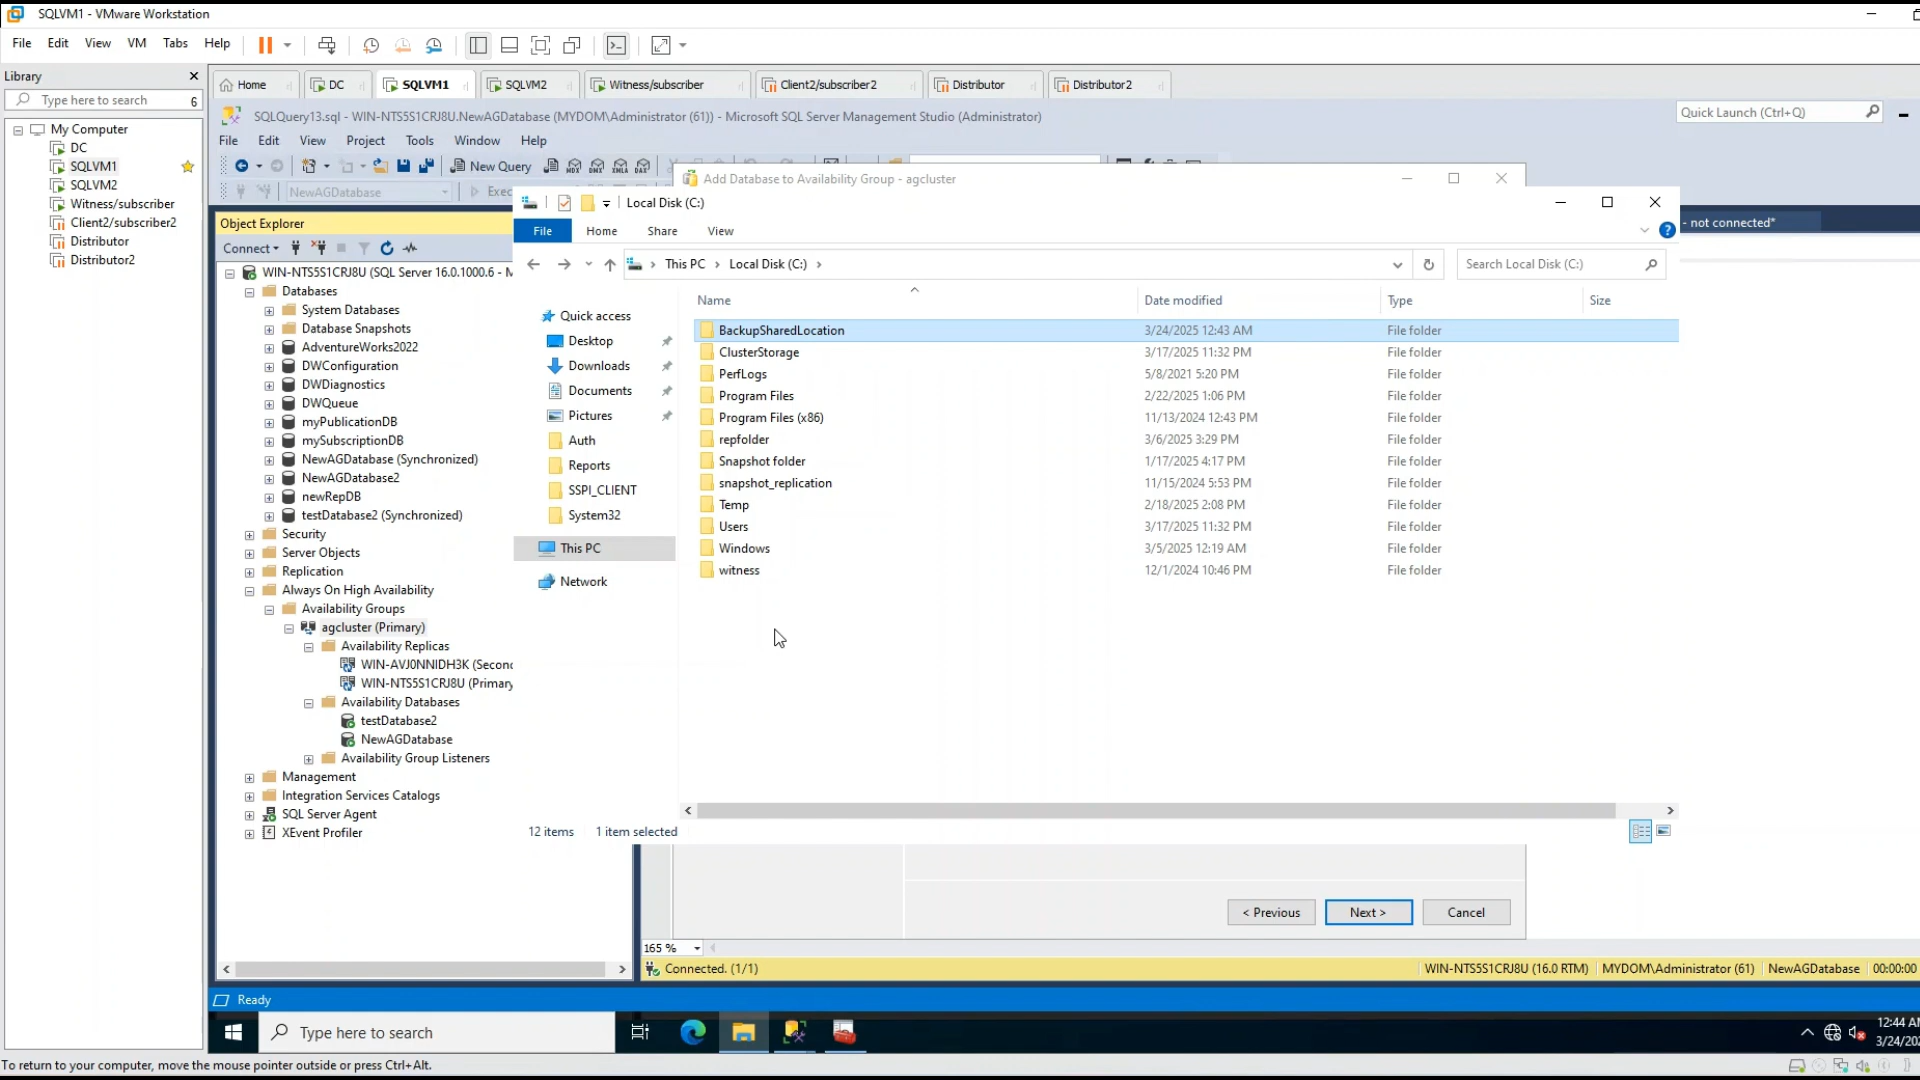 SQLVM1 - VMware Workstation
File Edit View VM Tabs Help
Library
Type here to search 6
My Computer
DC
SQLVM1
SQLVM2
Witness/subscriber
Client2/subscriber2
Distributor
Distributor2
Home DC SQLVM1 SQLVM2 Witness/subscriber Client2/subscriber2 Distributor Distributor2
SQLQuery13.sql - WIN-NTS5S1CRJ8U.NewAGDatabase (MYDOM\Administrator (61)) - Microsoft SQL Server Management Studio (Administrator)
Quick Launch (Ctrl+Q)
File Edit View Project Tools Window Help
New Query
NewAGDatabase
Exec
Object Explorer
Connect
WIN-NTS5S1CRJ8U (SQL Server 16.0.1000.6 - M
Databases
System Databases
Database Snapshots
AdventureWorks2022
DWConfiguration
DWDiagnostics
DWQueue
myPublicationDB
mySubscriptionDB
NewAGDatabase (Synchronized)
NewAGDatabase2
newRepDB
testDatabase2 (Synchronized)
Security
Server Objects
Replication
Always On High Availability
Availability Groups
agcluster (Primary)
Availability Replicas
WIN-AVJ0NNIDH3K (Second
WIN-NTS5S1CRJ8U (Primary
Availability Databases
testDatabase2
NewAGDatabase
Availability Group Listeners
Management
Integration Services Catalogs
SQL Server Agent
XEvent Profiler
Add Database to Availability Group - agcluster
- not connected*
Local Disk (C:)
File Home Share View
This PC > Local Disk (C:) >
Search Local Disk (C:)
Quick access
Desktop
Downloads
Documents
Pictures
Auth
Reports
SSPI_CLIENT
System32
This PC
Network
Name Date modified Type Size
BackupSharedLocation 3/24/2025 12:43 AM File folder
ClusterStorage 3/17/2025 11:32 PM File folder
PerfLogs 5/8/2021 5:20 PM File folder
Program Files 2/22/2025 1:06 PM File folder
Program Files (x86) 11/13/2024 12:43 PM File folder
repfolder 3/6/2025 3:29 PM File folder
Snapshot folder 1/17/2025 4:17 PM File folder
snapshot_replication 11/15/2024 5:53 PM File folder
Temp 2/18/2025 2:08 PM File folder
Users 3/17/2025 11:32 PM File folder
Windows 3/5/2025 12:19 AM File folder
witness 12/1/2024 10:46 PM File folder
12 items 1 item selected
< Previous Next > Cancel
165 %
Connected. (1/1)
WIN-NTS5S1CRJ8U (16.0 RTM) MYDOM\Administrator (61) NewAGDatabase 00:00:00
Ready
Type here to search
12:44 AM
3/24/202
To return to your computer, move the mouse pointer outside or press Ctrl+Alt.